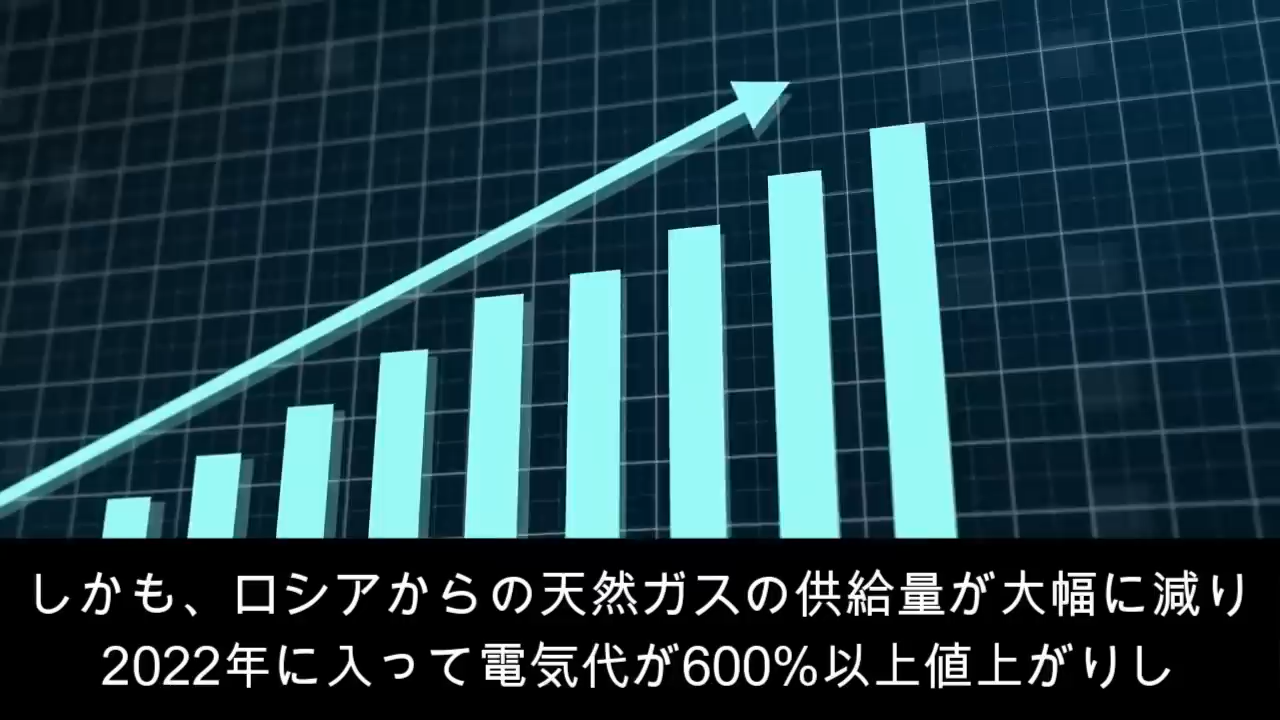 しかも、ロシアからの天然ガスの供給量が大幅に減り
2022年に入って電気代が600%以上値上がりし